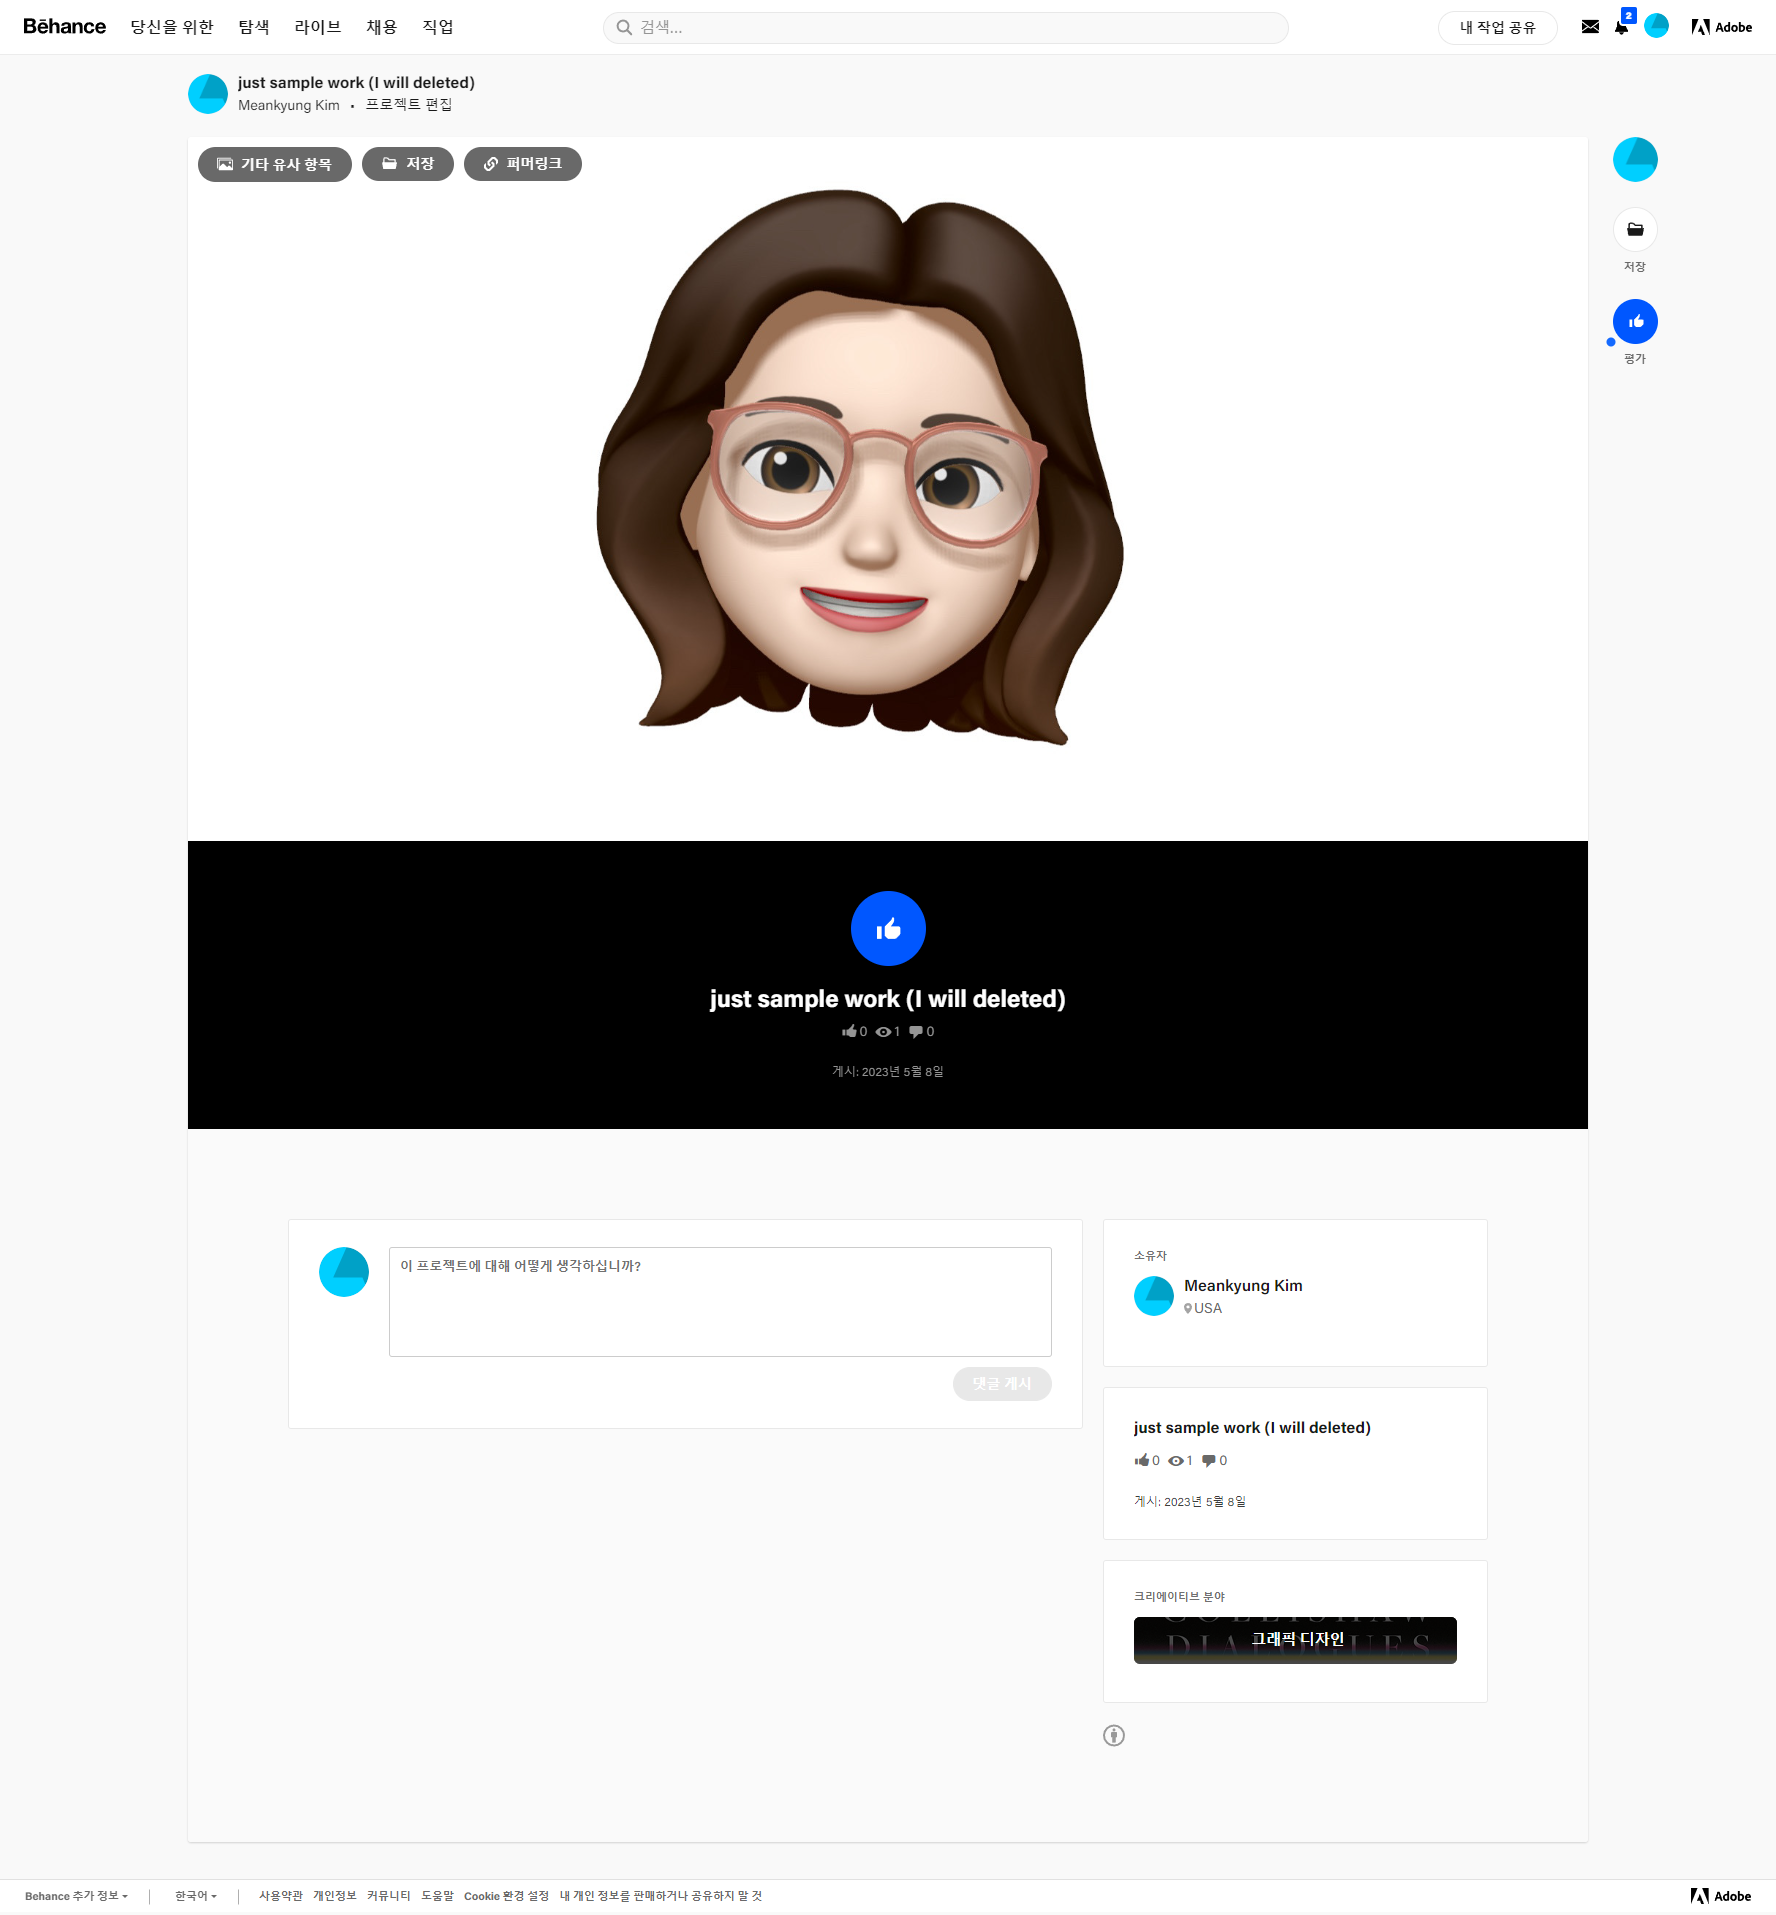 Bēhance 당신을 위한 탐색 라이브 채용 직업 검색... 내 작업 공유 2 Adobe
just sample work (I will deleted)
Meankyung Kim • 프로젝트 편집
기타 유사 항목 저장 퍼머링크
저장
평가
just sample work (I will deleted)
0 1 0
게시: 2023년 5월 8일
이 프로젝트에 대해 어떻게 생각하십니까?
댓글 게시
소유자
Meankyung Kim
USA
just sample work (I will deleted)
0 1 0
게시: 2023년 5월 8일
크리에이티브 분야
COLLISHAW
DIALOGUES
그래픽 디자인
Behance 추가 정보 한국어 사용약관 개인정보 커뮤니티 도움말 Cookie 환경 설정 내 개인 정보를 판매하거나 공유하지 말 것 Adobe